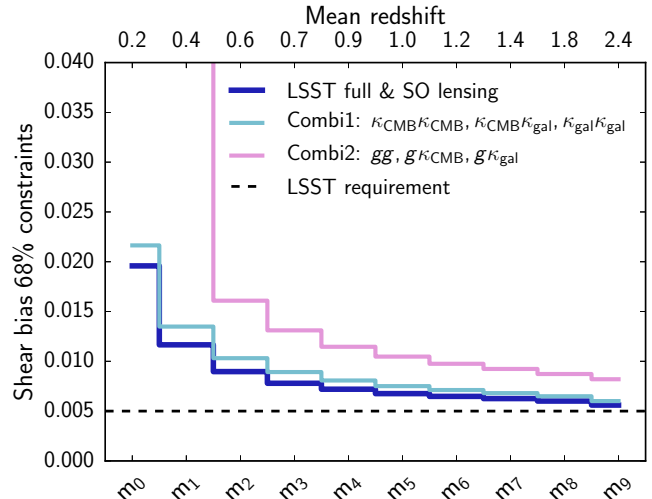 Mean redshift
0.2 0.4 0.6 0.7 0.9 1.0 1.2 1.4 1.8 2.4
Shear bias 68% constraints
0.040
0.035
0.030
0.025
0.020
0.015
0.010
0.005
0.000
LSST full & SO lensing
Combi1: κCMBκCMB, κCMBκgal, κgalκgal
Combi2: gg, gκCMB, gκgal
LSST requirement
m0 m1 m2 m3 m4 m5 m6 m7 m8 m9